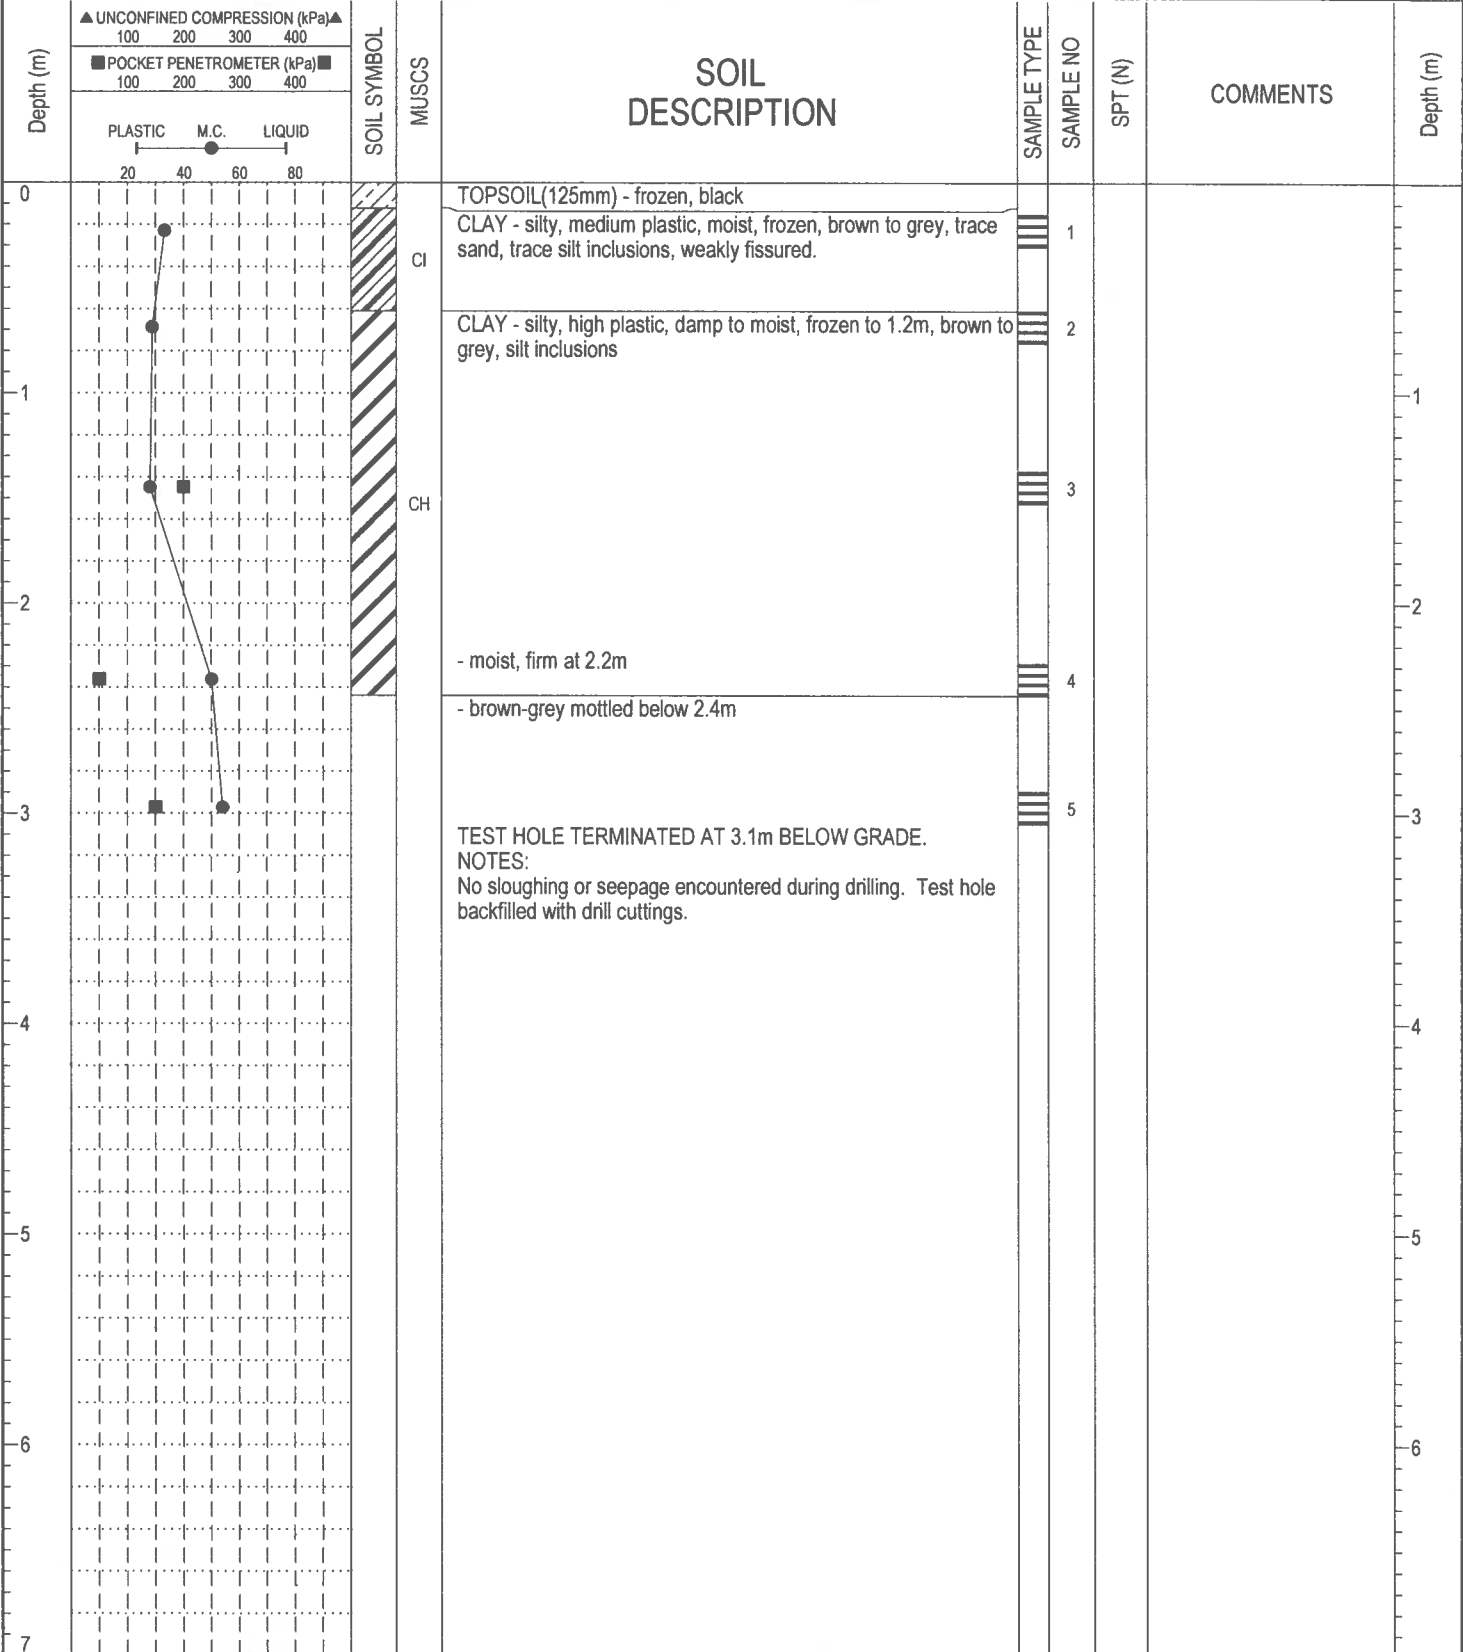 Depth (m)
▲ UNCONFINED COMPRESSION (kPa)▲
100 200 300 400
■ POCKET PENETROMETER (kPa) ■
100 200 300 400
PLASTIC M.C. LIQUID
20 40 60 80
SOIL SYMBOL
MUSCS
SOIL
DESCRIPTION
SAMPLE TYPE
SAMPLE NO
SPT (N)
COMMENTS
Depth (m)
0
TOPSOIL(125mm) - frozen, black
CLAY - silty, medium plastic, moist, frozen, brown to grey, trace
sand, trace silt inclusions, weakly fissured.
CI
1
CLAY - silty, high plastic, damp to moist, frozen to 1.2m, brown to
grey, silt inclusions
2
1
1
CH
3
2
2
- moist, firm at 2.2m
4
- brown-grey mottled below 2.4m
5
3
3
TEST HOLE TERMINATED AT 3.1m BELOW GRADE.
NOTES:
No sloughing or seepage encountered during drilling. Test hole
backfilled with drill cuttings.
4
4
5
5
6
6
7